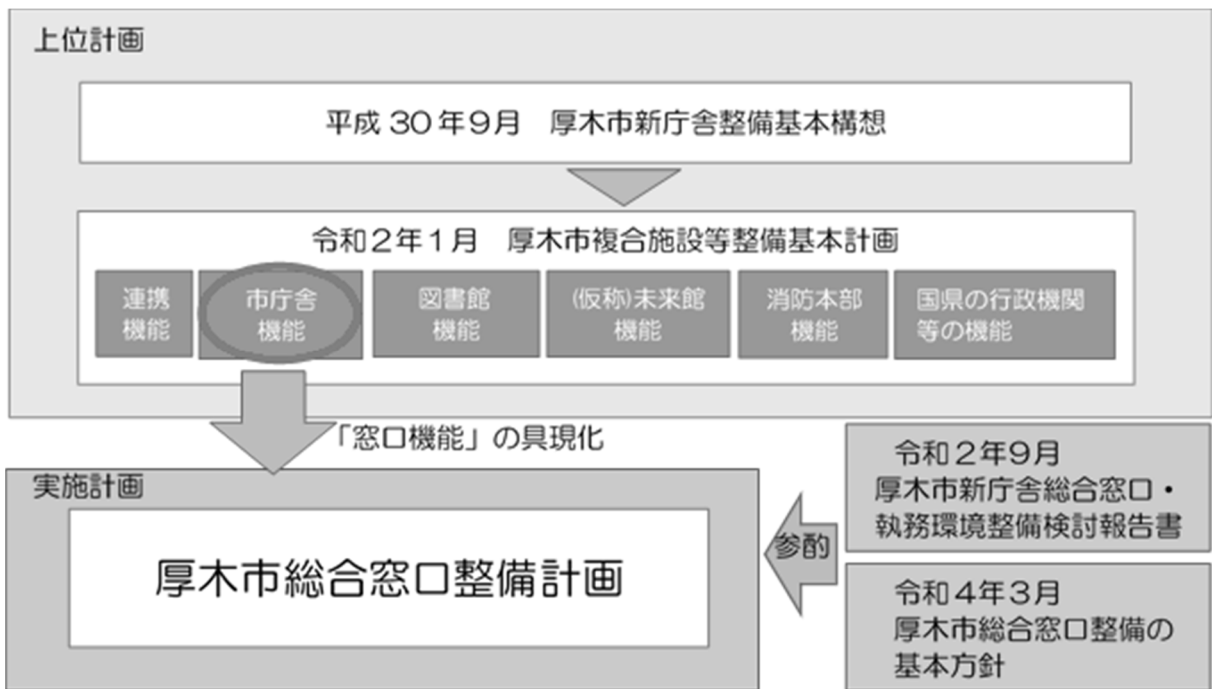 上位計画
平成30年9月　厚木市新庁舎整備基本構想
令和2年1月　厚木市複合施設等整備基本計画
連携
機能
市庁舎
機能
図書館
機能
(仮称)未来館
機能
消防本部
機能
国県の行政機関
等の機能
「窓口機能」の具現化
実施計画
厚木市総合窓口整備計画
参酌
令和2年9月
厚木市新庁舎総合窓口・
執務環境整備検討報告書
令和4年3月
厚木市総合窓口整備の
基本方針